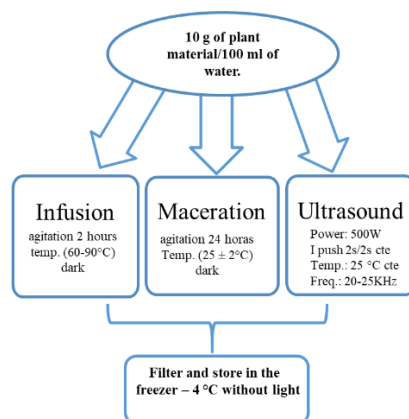 10 g of plant
material/100 ml of
water.
Infusion
agitation 2 hours
temp. (60-90°C)
dark
Maceration
agitation 24 horas
Temp. (25 ± 2°C)
dark
Ultrasound
Power: 500W
I push 2s/2s cte
Temp.: 25 °C cte
Freq.: 20-25KHz
Filter and store in the
freezer – 4 °C without light